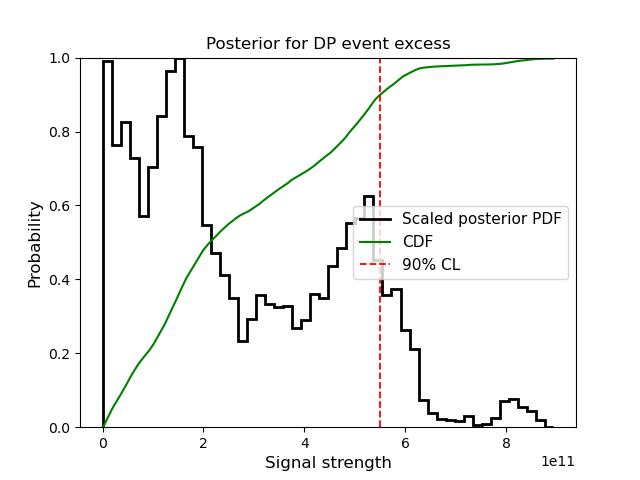 Posterior for DP event excess
Probability
1.0
0.8
0.6
0.4
0.2
0.0
Scaled posterior PDF
CDF
90% CL
0
2
4
6
8
1e11
Signal strength